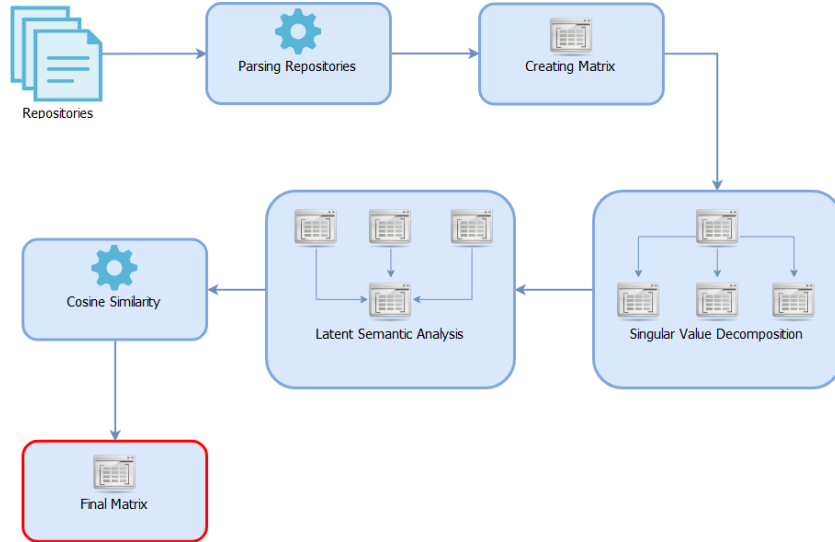 Repositories
Parsing Repositories
Creating Matrix
Singular Value Decomposition
Latent Semantic Analysis
Cosine Similarity
Final Matrix